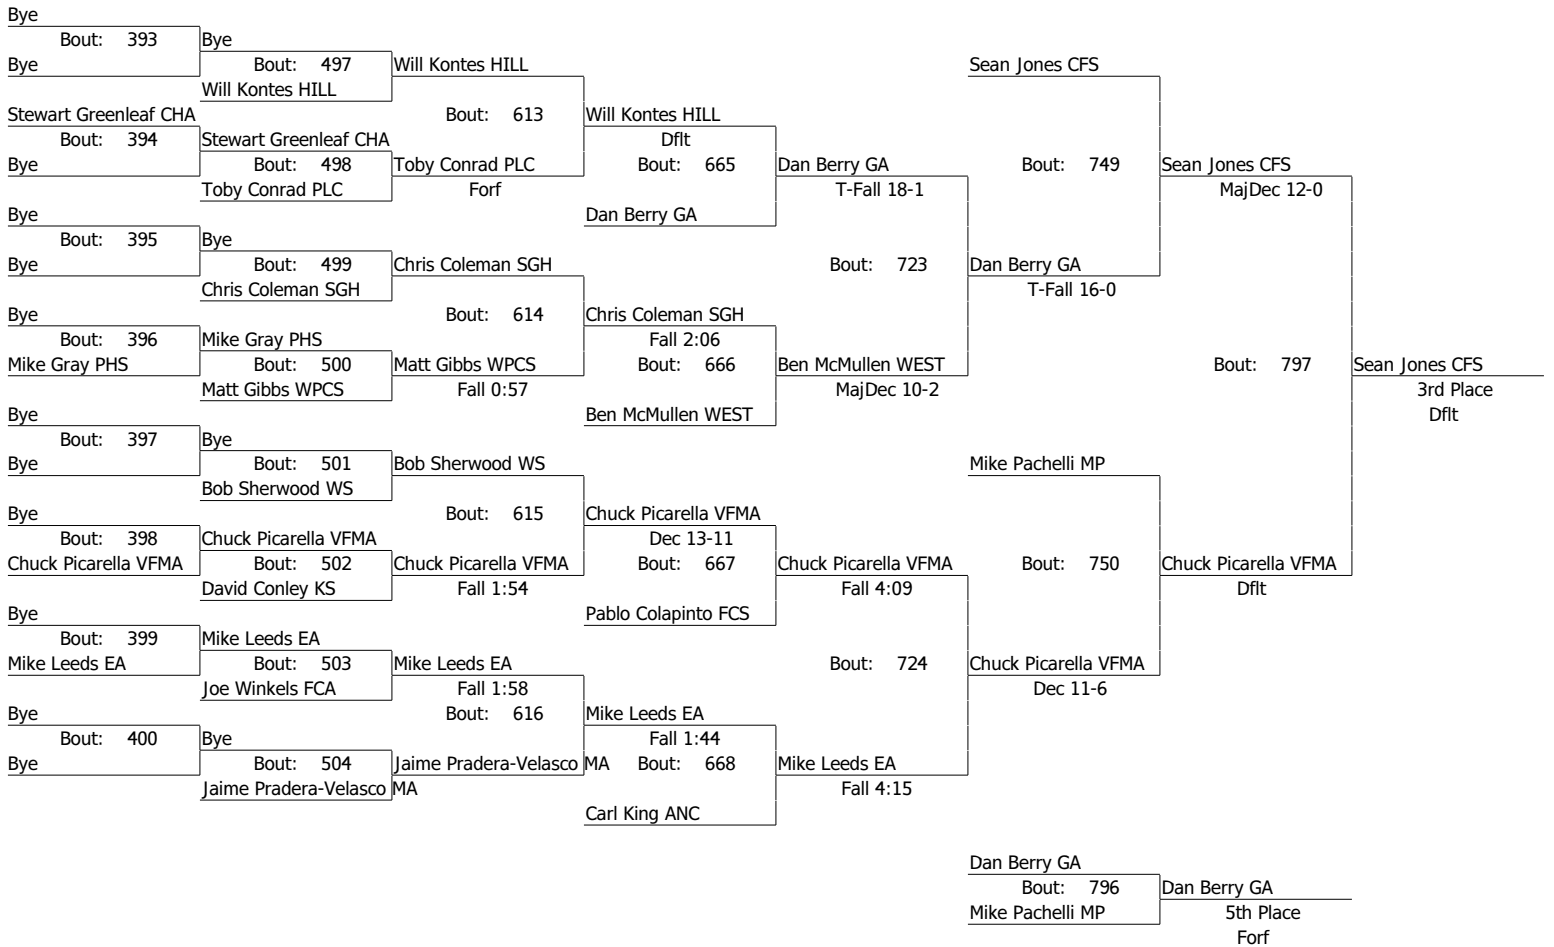 Bye
Bout: 393 Bye
Bye Bout: 497 Will Kontes HILL Sean Jones CFS
Will Kontes HILL
Stewart Greenleaf CHA Bout: 613 Will Kontes HILL
Bout: 394 Stewart Greenleaf CHA Dflt
Bye Bout: 498 Toby Conrad PLC Bout: 665 Dan Berry GA Bout: 749 Sean Jones CFS
Toby Conrad PLC Forf T-Fall 18-1 MajDec 12-0
Bye Dan Berry GA
Bout: 395 Bye
Bye Bout: 499 Chris Coleman SGH Bout: 723 Dan Berry GA
Chris Coleman SGH T-Fall 16-0
Bye Bout: 614 Chris Coleman SGH
Bout: 396 Mike Gray PHS Fall 2:06
Mike Gray PHS Bout: 500 Matt Gibbs WPCS Bout: 666 Ben McMullen WEST Bout: 797 Sean Jones CFS
Matt Gibbs WPCS Fall 0:57 MajDec 10-2 3rd Place
Bye Ben McMullen WEST Dflt
Bout: 397 Bye
Bye Bout: 501 Bob Sherwood WS Mike Pachelli MP
Bob Sherwood WS
Bye Bout: 615 Chuck Picarella VFMA
Bout: 398 Chuck Picarella VFMA Dec 13-11
Chuck Picarella VFMA Bout: 502 Chuck Picarella VFMA Bout: 667 Chuck Picarella VFMA Bout: 750 Chuck Picarella VFMA
David Conley KS Fall 1:54 Fall 4:09 Dflt
Bye Pablo Colapinto FCS
Bout: 399 Mike Leeds EA
Mike Leeds EA Bout: 503 Mike Leeds EA Bout: 724 Chuck Picarella VFMA
Joe Winkels FCA Fall 1:58 Dec 11-6
Bye Bout: 616 Mike Leeds EA
Bout: 400 Bye Fall 1:44
Bye Bout: 504 Jaime Pradera-Velasco MA Bout: 668 Mike Leeds EA
Jaime Pradera-Velasco MA Fall 4:15
Carl King ANC
Dan Berry GA
Bout: 796 Dan Berry GA
Mike Pachelli MP 5th Place
Forf